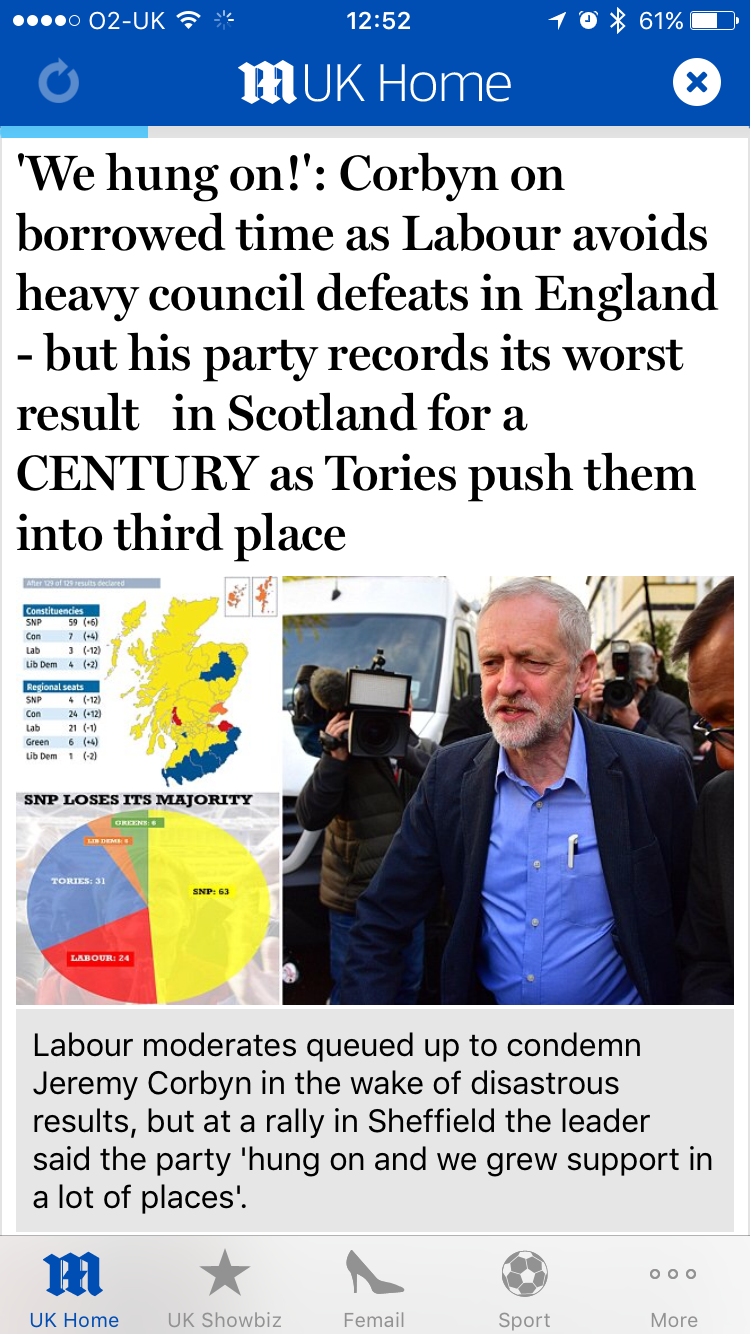 O2-UK 12:52 61%
M UK Home
'We hung on!': Corbyn on
borrowed time as Labour avoids
heavy council defeats in England
- but his party records its worst
result in Scotland for a
CENTURY as Tories push them
into third place
After 129 of 129 results declared
Constituencies
SNP 59 (+6)
Con 7 (+4)
Lab 3 (-12)
Lib Dem 4 (+2)
Regional seats
SNP 4 (-12)
Con 24 (+12)
Lab 21 (-1)
Green 6 (+4)
Lib Dem 1 (-2)
SNP LOSES ITS MAJORITY
GREENS: 6
LIB DEMS: 5
TORIES: 31
SNP: 63
LABOUR: 24
Labour moderates queued up to condemn
Jeremy Corbyn in the wake of disastrous
results, but at a rally in Sheffield the leader
said the party 'hung on and we grew support in
a lot of places'.
M
UK Home UK Showbiz Femail Sport More